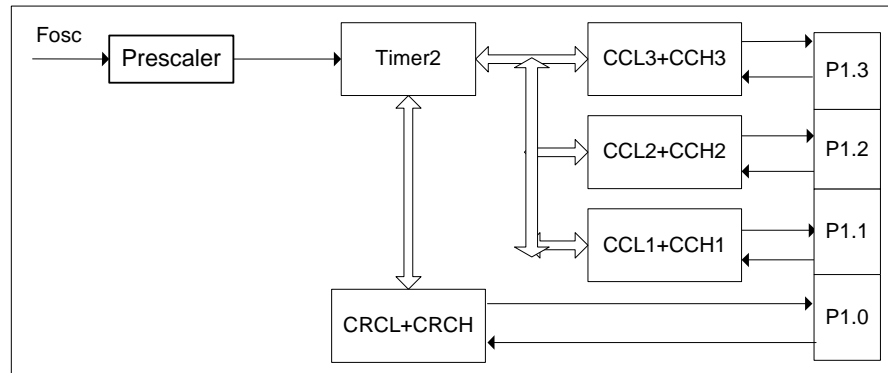 Fosc
Prescaler
Timer2
CCL3+CCH3
P1.3
CCL2+CCH2
P1.2
CCL1+CCH1
P1.1
CRCL+CRCH
P1.0